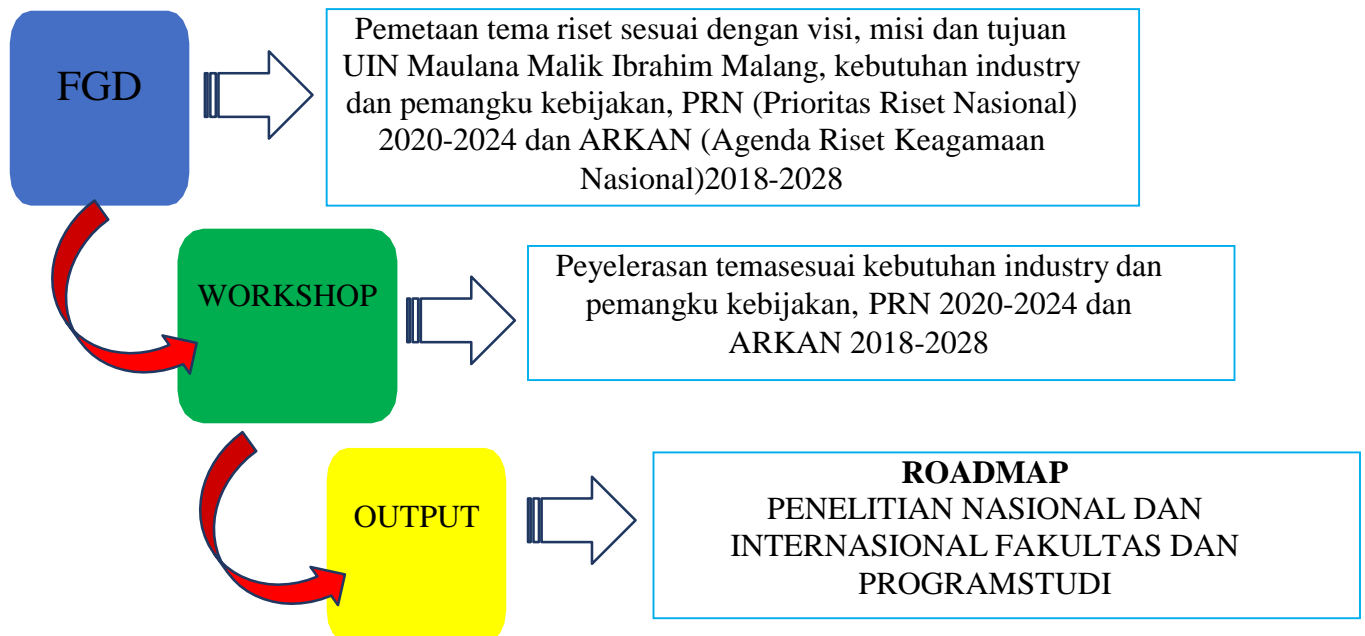 FGD
Pemetaan tema riset sesuai dengan visi, misi dan tujuan
UIN Maulana Malik Ibrahim Malang, kebutuhan industry
dan pemangku kebijakan, PRN (Prioritas Riset Nasional)
2020-2024 dan ARKAN (Agenda Riset Keagamaan
Nasional)2018-2028
WORKSHOP
Peyelerasan temasesuai kebutuhan industry dan
pemangku kebijakan, PRN 2020-2024 dan
ARKAN 2018-2028
OUTPUT
ROADMAP
PENELITIAN NASIONAL DAN
INTERNASIONAL FAKULTAS DAN
PROGRAMSTUDI